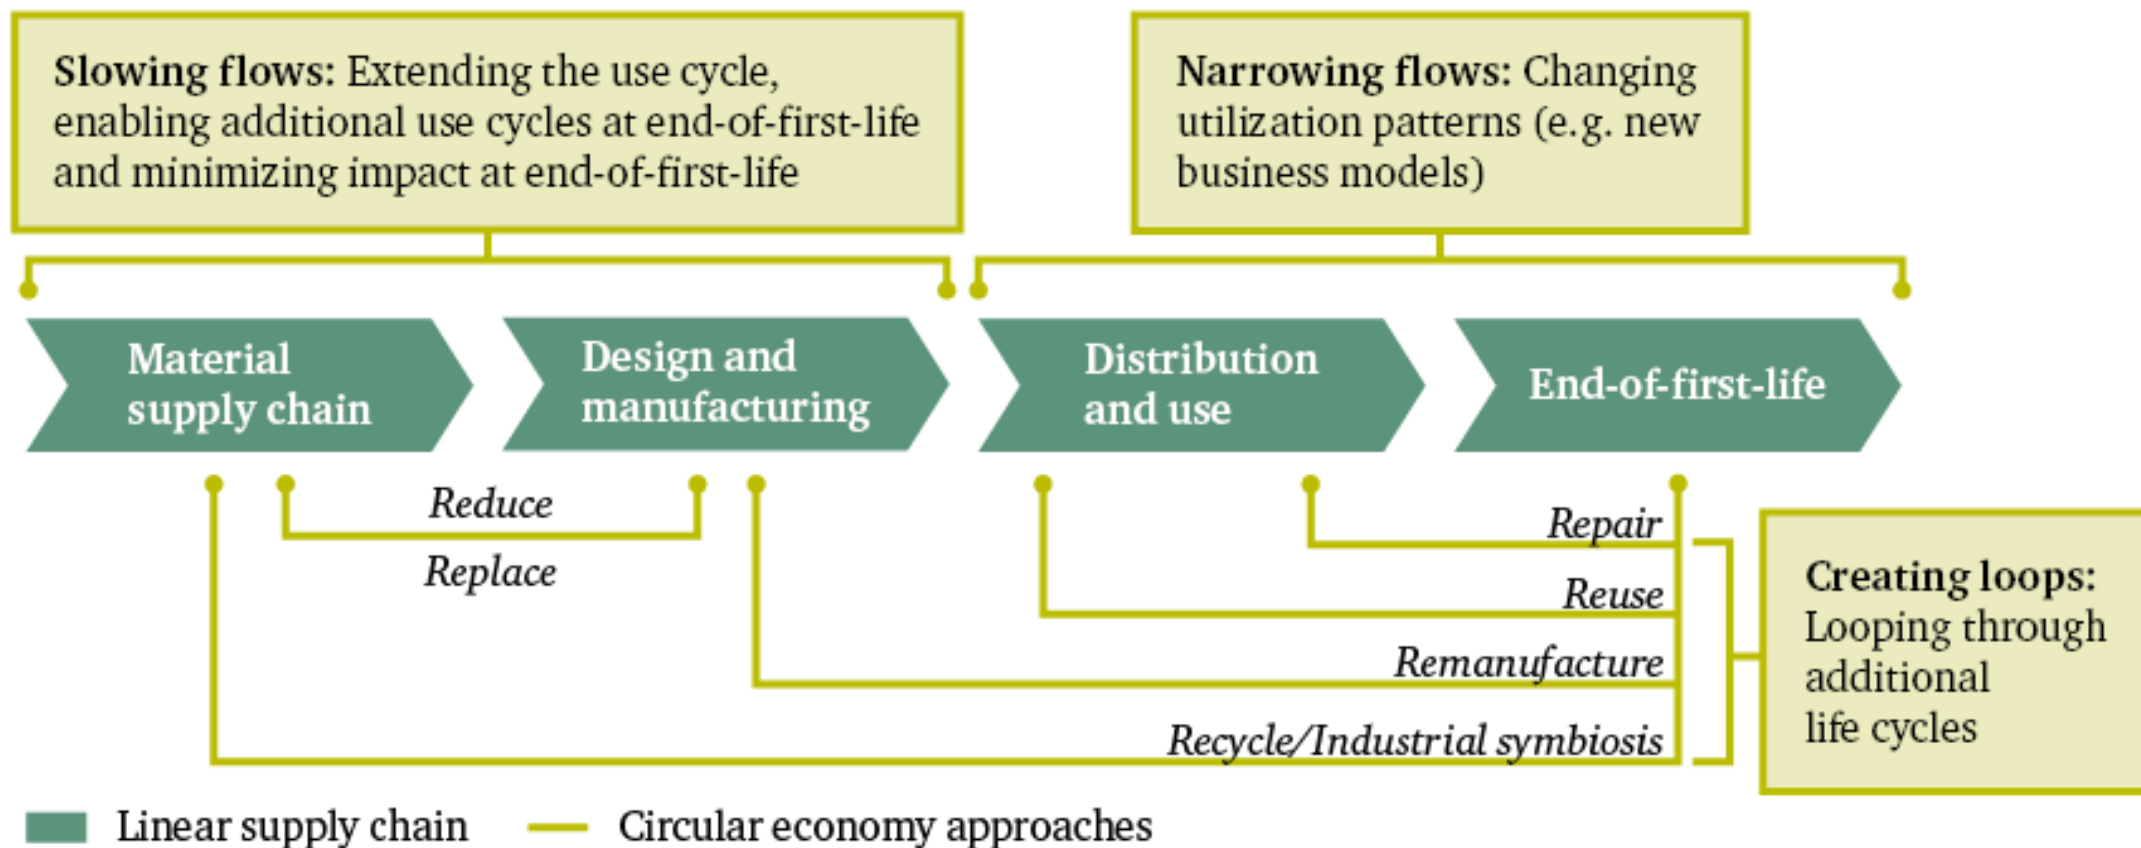 Slowing flows: Extending the use cycle,
enabling additional use cycles at end-of-first-life
and minimizing impact at end-of-first-life
Narrowing flows: Changing
utilization patterns (e.g. new
business models)
Material
supply chain
Design and
manufacturing
Distribution
and use
End-of-first-life
Reduce
Replace
Repair
Reuse
Remanufacture
Recycle/Industrial symbiosis
Creating loops:
Looping through
additional
life cycles
Linear supply chain
Circular economy approaches